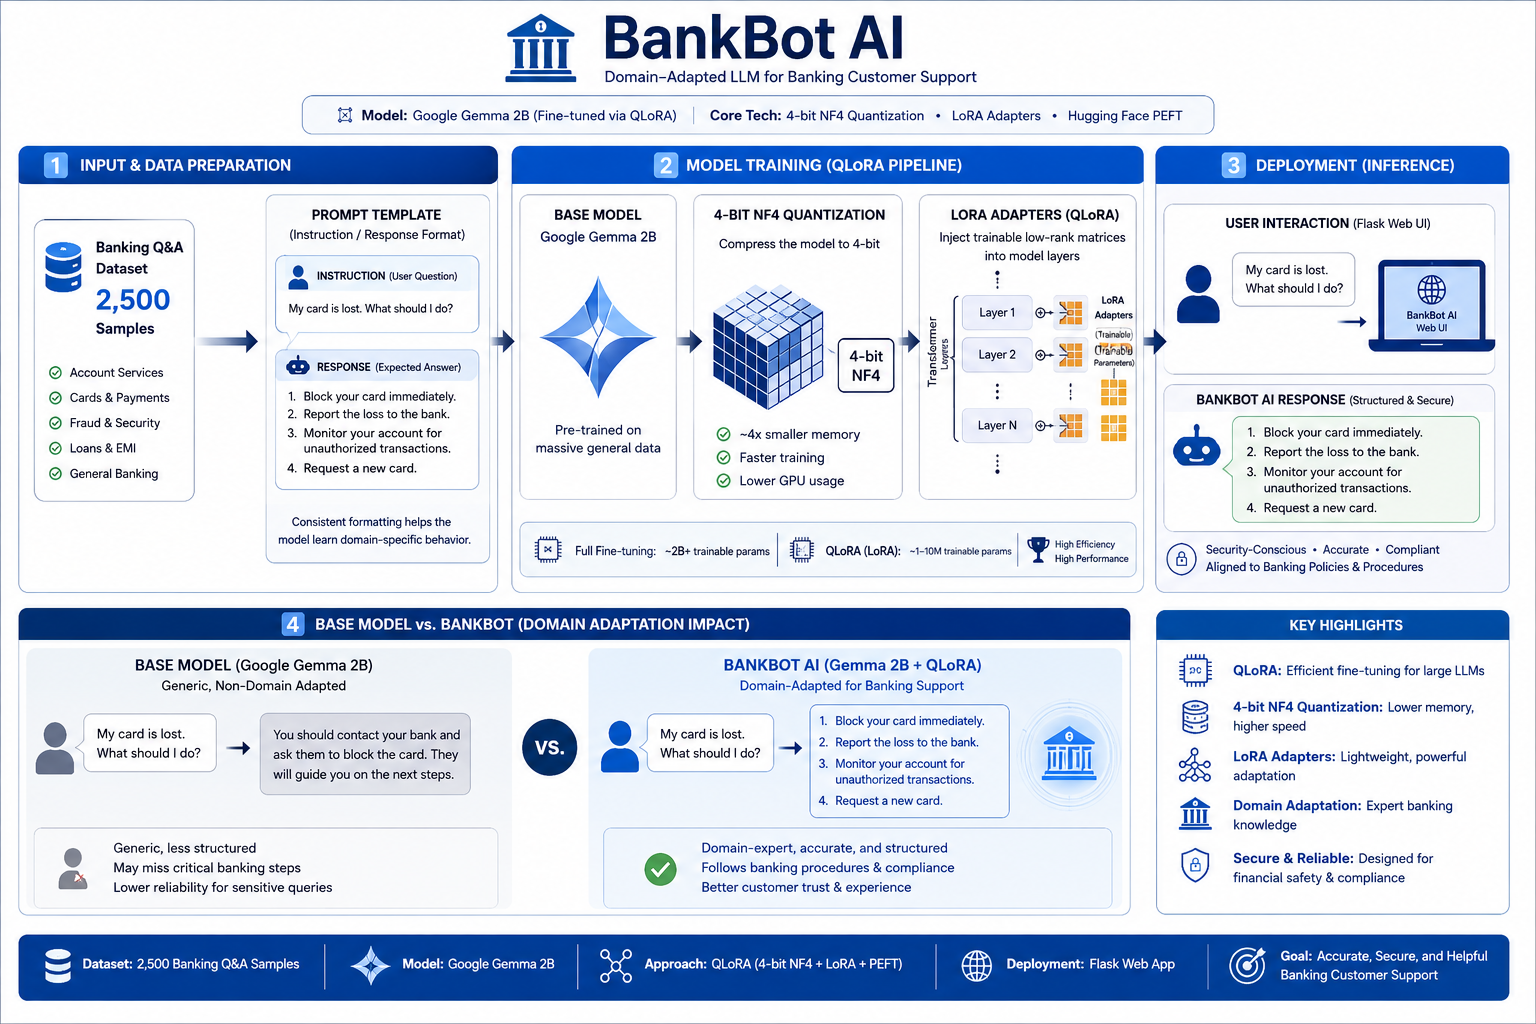 BankBot AI
Domain-Adapted LLM for Banking Customer Support
Model: Google Gemma 2B (Fine-tuned via QLoRA) | Core Tech: 4-bit NF4 Quantization • LoRA Adapters • Hugging Face PEFT
1 INPUT & DATA PREPARATION
Banking Q&A
Dataset
2,500
Samples
Account Services
Cards & Payments
Fraud & Security
Loans & EMI
General Banking
PROMPT TEMPLATE
(Instruction / Response Format)
INSTRUCTION (User Question)
My card is lost. What should I do?
RESPONSE (Expected Answer)
1. Block your card immediately.
2. Report the loss to the bank.
3. Monitor your account for
unauthorized transactions.
4. Request a new card.
Consistent formatting helps the
model learn domain-specific behavior.
2 MODEL TRAINING (QLoRA PIPELINE)
BASE MODEL
Google Gemma 2B
Pre-trained on
massive general data
4-BIT NF4 QUANTIZATION
Compress the model to 4-bit
4-bit
NF4
~4x smaller memory
Faster training
Lower GPU usage
LORA ADAPTERS (QLoRA)
Inject trainable low-rank matrices
into model layers
Transformer
Layers
Layer 1
Layer 2
Layer N
LoRA
Adapters
(Trainable)
(Trainable
Parameters)
Full Fine-tuning: ~2B+ trainable params
QLoRA (LoRA): ~1–10M trainable params
High Efficiency
High Performance
3 DEPLOYMENT (INFERENCE)
USER INTERACTION (Flask Web UI)
My card is lost.
What should I do?
BankBot AI
Web UI
BANKBOT AI RESPONSE (Structured & Secure)
1. Block your card immediately.
2. Report the loss to the bank.
3. Monitor your account for
unauthorized transactions.
4. Request a new card.
Security-Conscious • Accurate • Compliant
Aligned to Banking Policies & Procedures
4 BASE MODEL vs. BANKBOT (DOMAIN ADAPTATION IMPACT)
BASE MODEL (Google Gemma 2B)
Generic, Non-Domain Adapted
My card is lost.
What should I do?
You should contact your bank and
ask them to block the card. They
will guide you on the next steps.
Generic, less structured
May miss critical banking steps
Lower reliability for sensitive queries
VS.
BANKBOT AI (Gemma 2B + QLoRA)
Domain-Adapted for Banking Support
My card is lost.
What should I do?
1. Block your card immediately.
2. Report the loss to the bank.
3. Monitor your account for
unauthorized transactions.
4. Request a new card.
Domain-expert, accurate, and structured
Follows banking procedures & compliance
Better customer trust & experience
KEY HIGHLIGHTS
QLoRA: Efficient fine-tuning for large LLMs
4-bit NF4 Quantization: Lower memory,
higher speed
LoRA Adapters: Lightweight, powerful
adaptation
Domain Adaptation: Expert banking
knowledge
Secure & Reliable: Designed for
financial safety & compliance
Dataset: 2,500 Banking Q&A Samples
Model: Google Gemma 2B
Approach: QLoRA (4-bit NF4 + LoRA + PEFT)
Deployment: Flask Web App
Goal: Accurate, Secure, and Helpful
Banking Customer Support